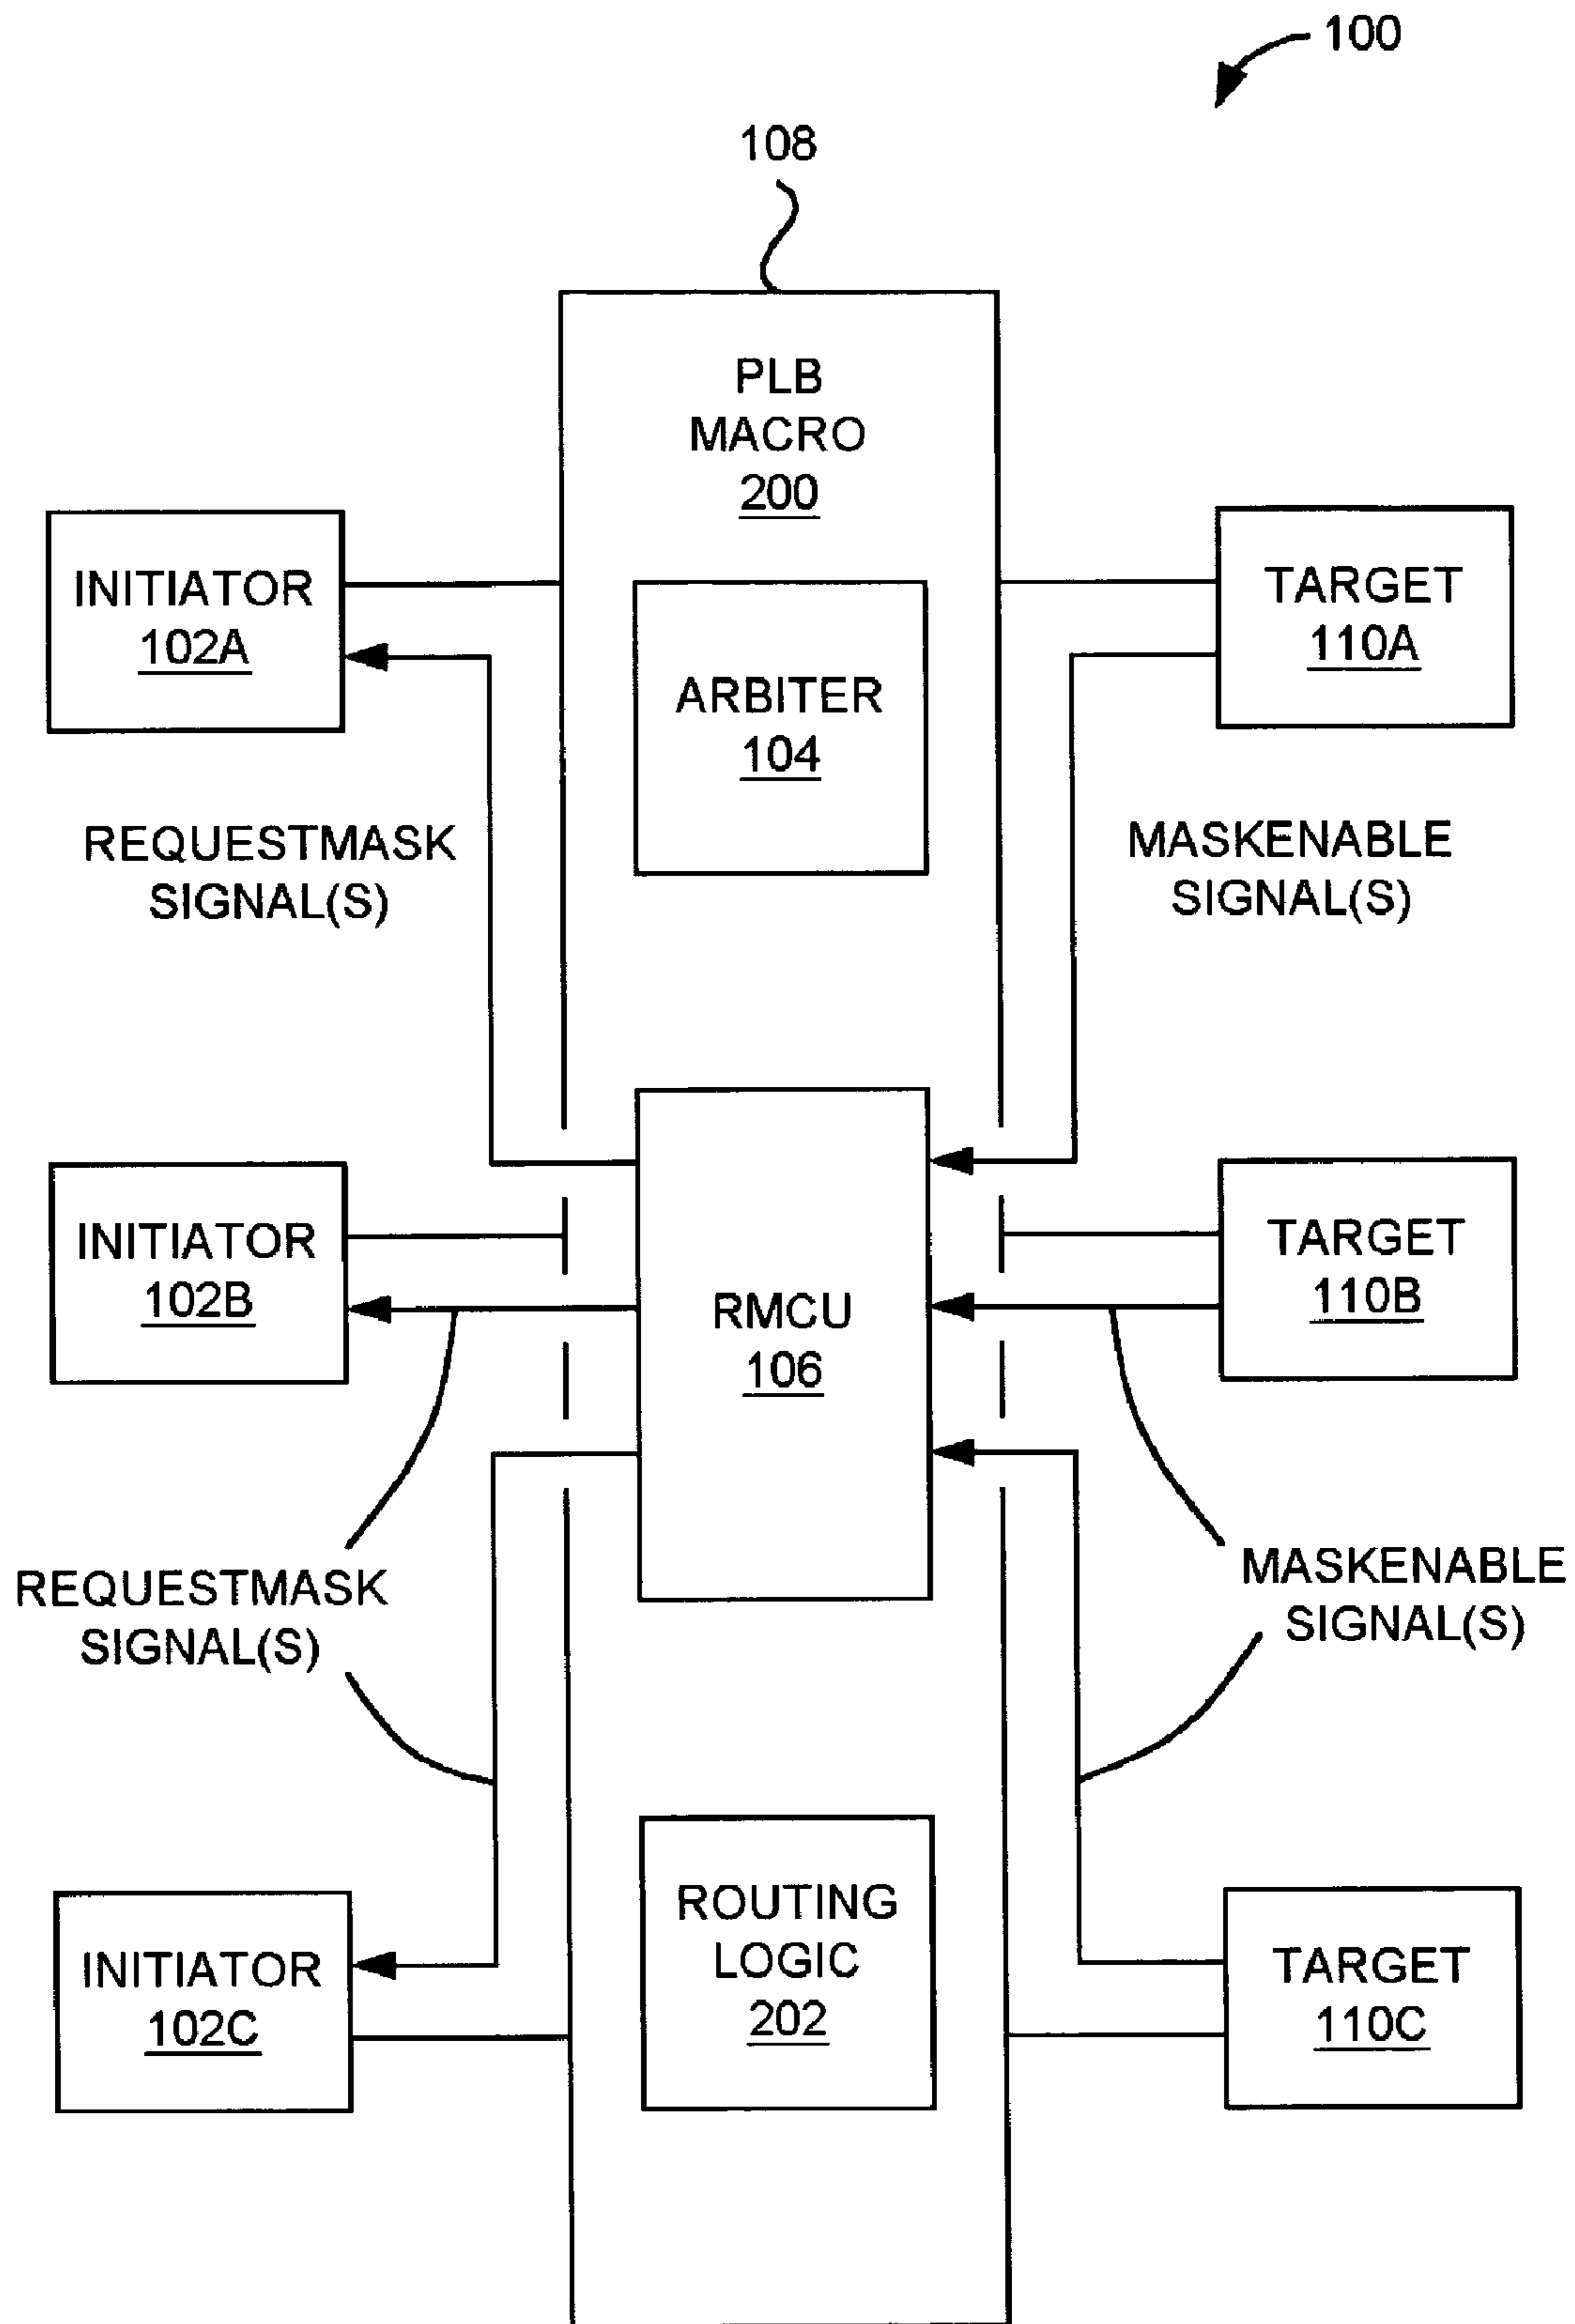 100
108
PLB
MACRO
200
INITIATOR
102A
TARGET
110A
ARBITER
104
REQUESTMASK
SIGNAL(S)
MASKENABLE
SIGNAL(S)
INITIATOR
102B
RMCU
106
TARGET
110B
REQUESTMASK
SIGNAL(S)
MASKENABLE
SIGNAL(S)
INITIATOR
102C
ROUTING
LOGIC
202
TARGET
110C